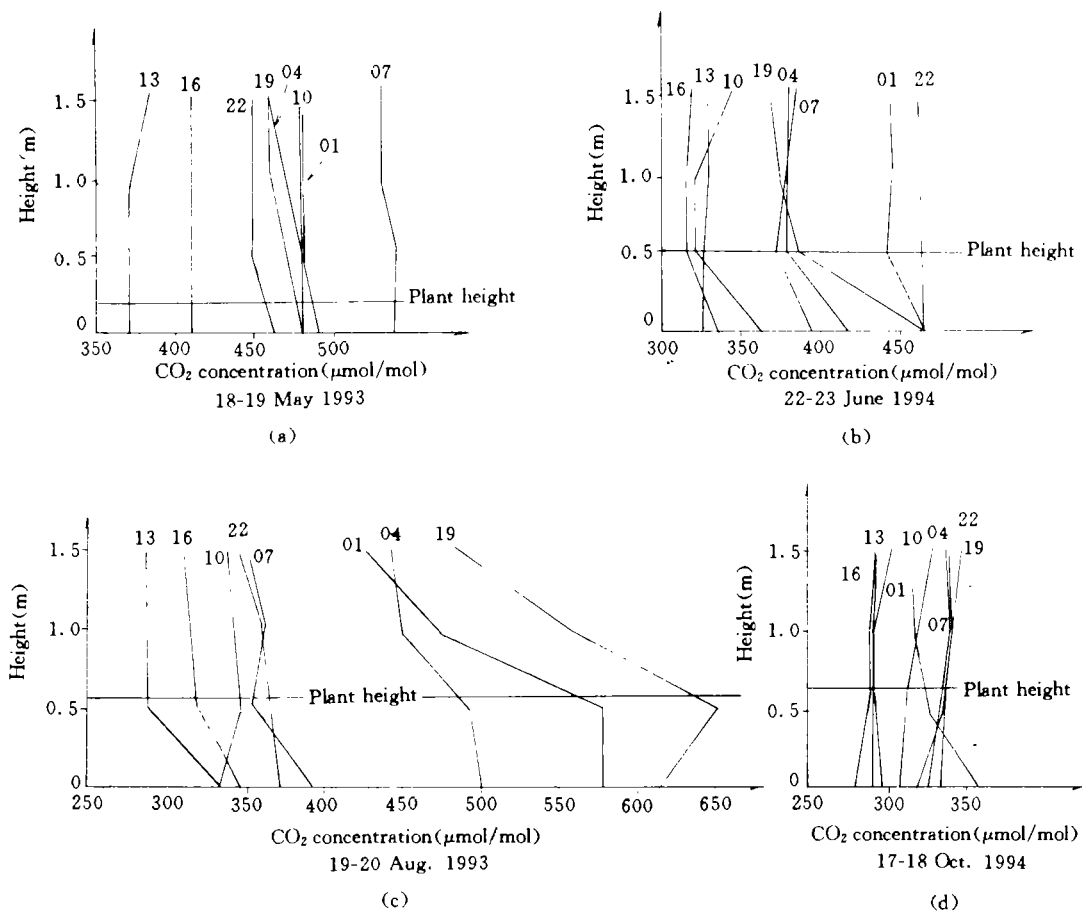 13 16 19 04 10 07
22 01
1.5
1.0
0.5
0
Height'm)
Plant height
350 400 450 500
CO₂ concentration(μmol/mol)
18-19 May 1993
(a)
16 13 10 19 04 07 01 22
1.5
1.0
0.5
0
Height(m)
Plant height
300 350 400 450
CO₂ concentration(μmol/mol)
22-23 June 1994
(b)
13 16 22 10 07 01 04 19
1.5
1.0
0.5
0
Height(m)
Plant height
250 300 350 400 450 500 600 650
CO₂ concentration(μmol/mol)
19-20 Aug. 1993
(c)
13 10 04 22 19
16 01
07
1.5
1.0
0.5
0
Height(m)
Plant height
250 300 350
CO₂ concentration(μmol/mol)
17-18 Oct. 1994
(d)